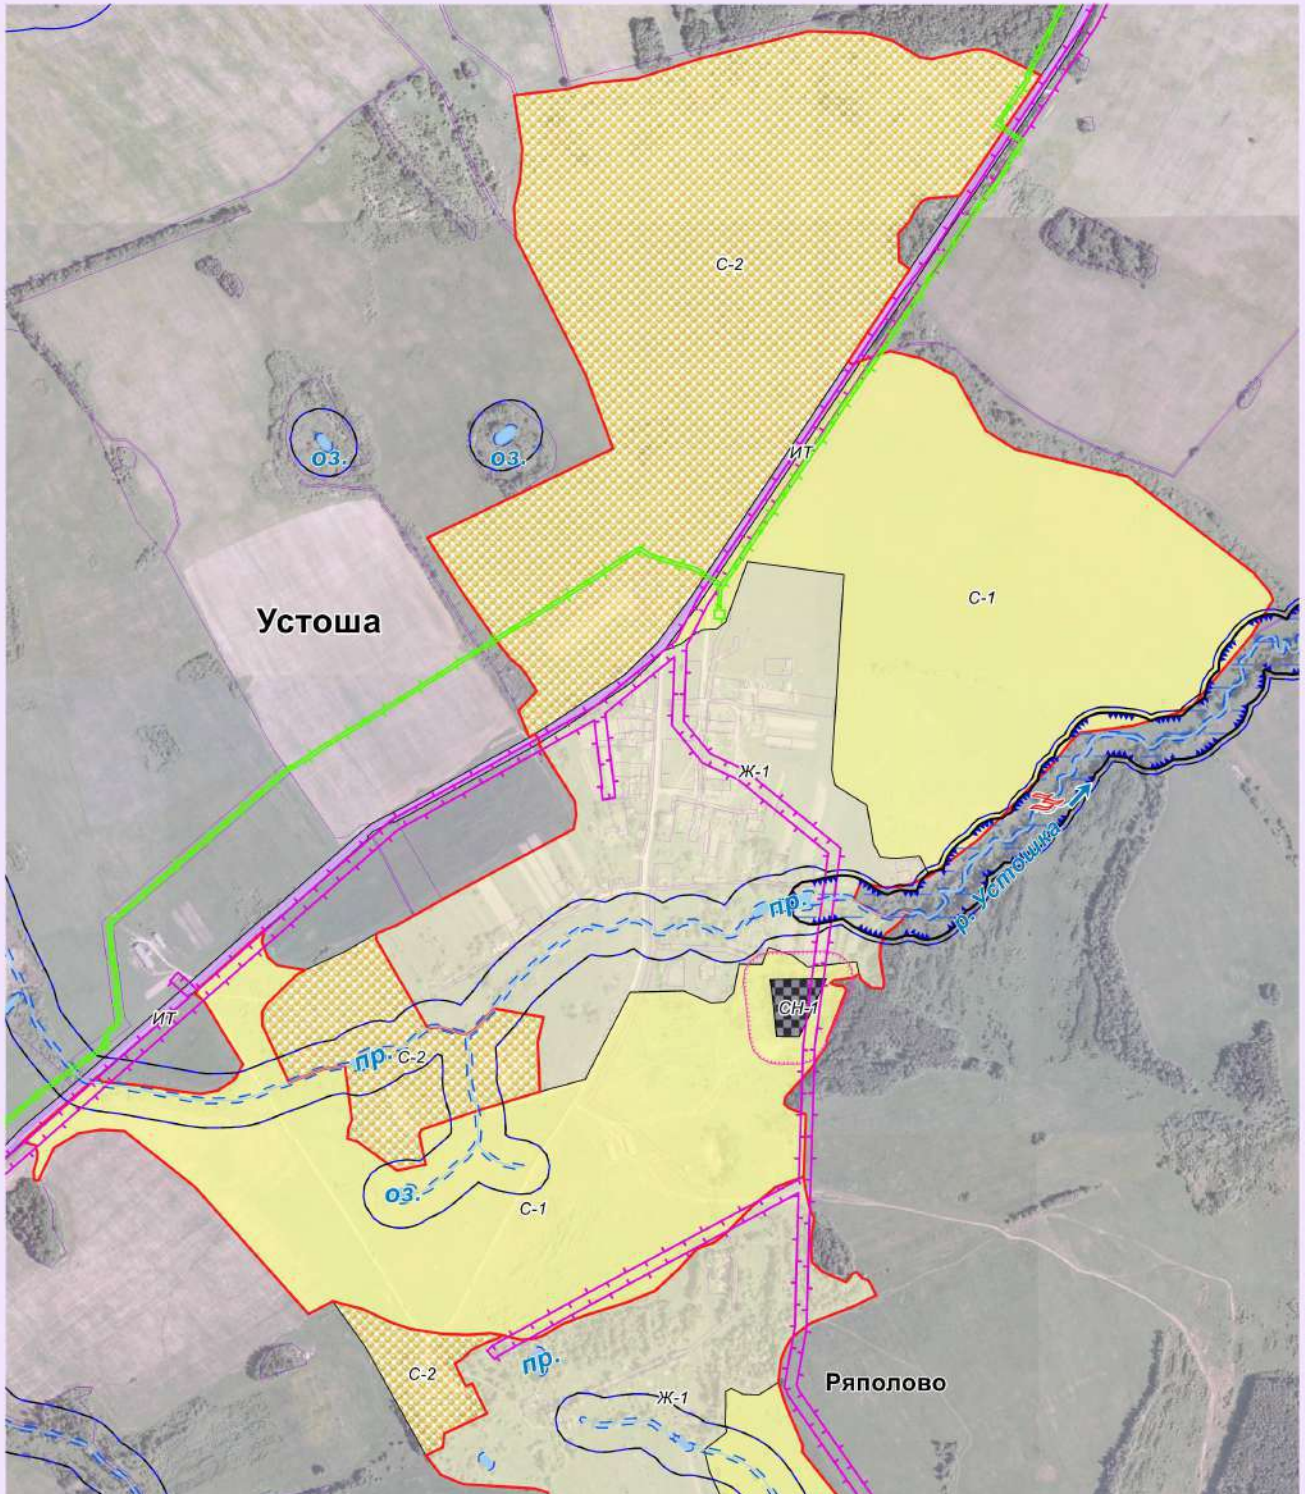 С-2
ИТ
оз.
оз.
С-1
Устоша
Ж-1
р. Устошка
пр.
СН-1
ИТ
пр.
С-2
оз.
С-1
пр.
С-2
Ряполово
Ж-1